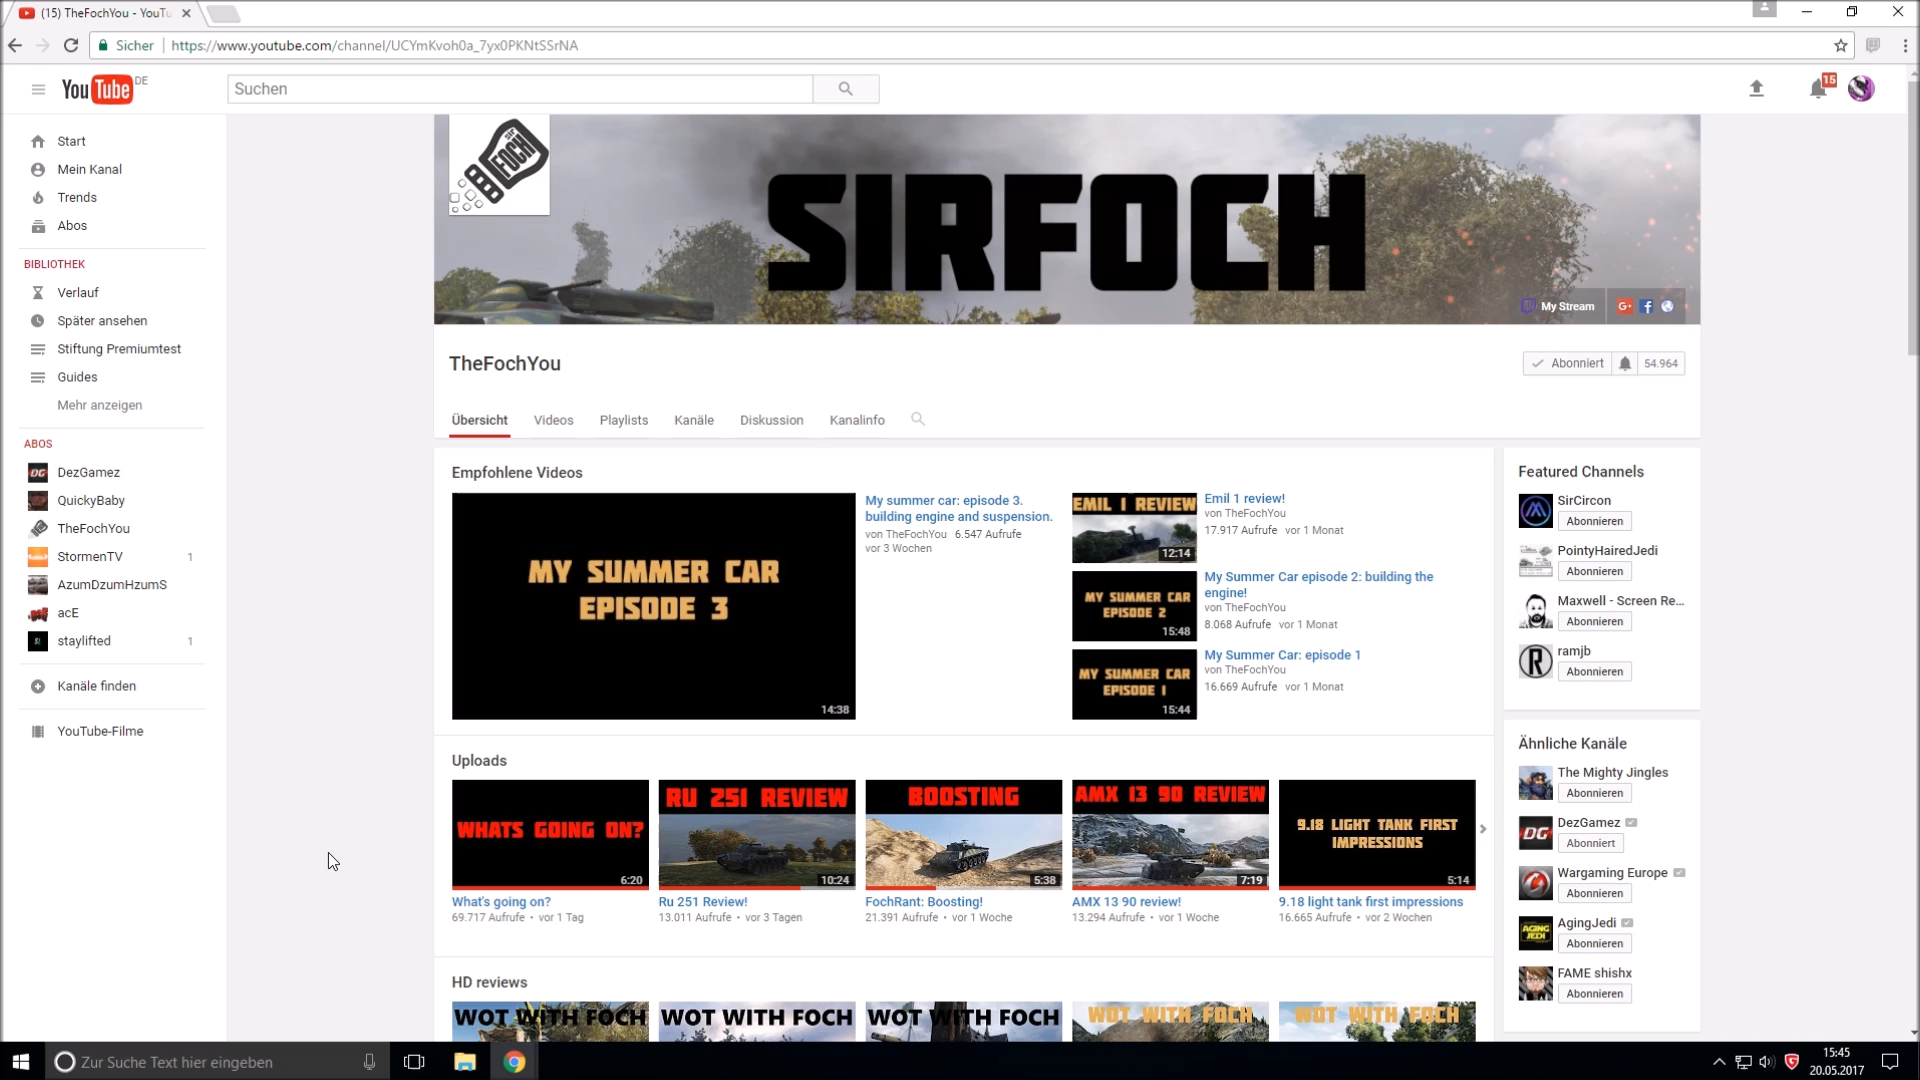 (15) TheFochYou - YouTu
Sicher
https://www.youtube.com/channel/UCYmKvoh0a_7yx0PKNtSSrNA
YouTube DE
Suchen
15
Start
Mein Kanal
Trends
Abos
BIBLIOTHEK
Verlauf
Später ansehen
Stiftung Premiumtest
Guides
Mehr anzeigen
ABOS
DezGamez
QuickyBaby
TheFochYou
StormenTV 1
AzumDzumHzumS
acE
staylifted 1
Kanäle finden
YouTube-Filme
SIR FOCH
SIRFOCH
My Stream
G+
TheFochYou
Abonniert
54.964
Übersicht
Videos
Playlists
Kanäle
Diskussion
Kanalinfo
Empfohlene Videos
MY SUMMER CAR
EPISODE 3
14:38
My summer car: episode 3.
building engine and suspension.
von TheFochYou 6.547 Aufrufe
vor 3 Wochen
EMIL 1 REVIEW
12:14
Emil 1 review!
von TheFochYou
17.917 Aufrufe vor 1 Monat
MY SUMMER CAR
EPISODE 2
15:48
My Summer Car episode 2: building the
engine!
von TheFochYou
8.068 Aufrufe vor 1 Monat
MY SUMMER CAR
EPISODE 1
15:44
My Summer Car: episode 1
von TheFochYou
16.669 Aufrufe vor 1 Monat
Uploads
WHATS GOING ON?
6:20
What's going on?
69.717 Aufrufe • vor 1 Tag
RU 251 REVIEW
10:24
Ru 251 Review!
13.011 Aufrufe • vor 3 Tagen
BOOSTING
5:38
FochRant: Boosting!
21.391 Aufrufe • vor 1 Woche
AMX 13 90 REVIEW
7:19
AMX 13 90 review!
13.294 Aufrufe • vor 1 Woche
9.18 LIGHT TANK FIRST
IMPRESSIONS
5:14
9.18 light tank first impressions
16.665 Aufrufe • vor 2 Wochen
HD reviews
WOT WITH FOCH
WOT WITH FOCH
WOT WITH FOCH
WOT WITH FOCH
WOT WITH FOCH
Featured Channels
SirCircon
Abonnieren
PointyHairedJedi
Abonnieren
Maxwell - Screen Re...
Abonnieren
ramjb
Abonnieren
Ähnliche Kanäle
The Mighty Jingles
Abonnieren
DG
DezGamez
Abonniert
Wargaming Europe
Abonnieren
AGING
JEDI
AgingJedi
Abonnieren
FAME shishx
Abonnieren
Zur Suche Text hier eingeben
15:45
20.05.2017